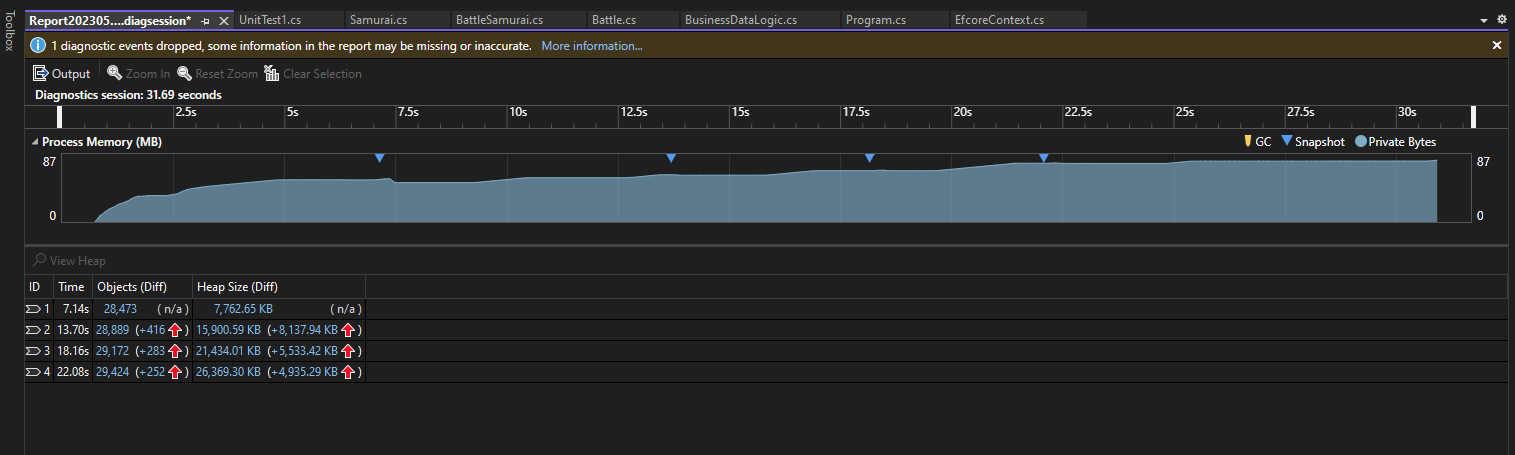 Toolbox
Report202305....diagsession* UnitTest1.cs Samurai.cs BattleSamurai.cs Battle.cs BusinessDataLogic.cs Program.cs EfcoreContext.cs
1 diagnostic events dropped, some information in the report may be missing or inaccurate. More information...
Output Zoom In Reset Zoom Clear Selection
Diagnostics session: 31.69 seconds
2.5s 5s 7.5s 10s 12.5s 15s 17.5s 20s 22.5s 25s 27.5s 30s
Process Memory (MB) GC Snapshot Private Bytes
87 87
0 0
View Heap
ID Time Objects (Diff) Heap Size (Diff)
1 7.14s 28,473 (n/a) 7,762.65 KB (n/a)
2 13.70s 28,889 (+416 ) 15,900.59 KB (+8,137.94 KB )
3 18.16s 29,172 (+283 ) 21,434.01 KB (+5,533.42 KB )
4 22.08s 29,424 (+252 ) 26,369.30 KB (+4,935.29 KB )